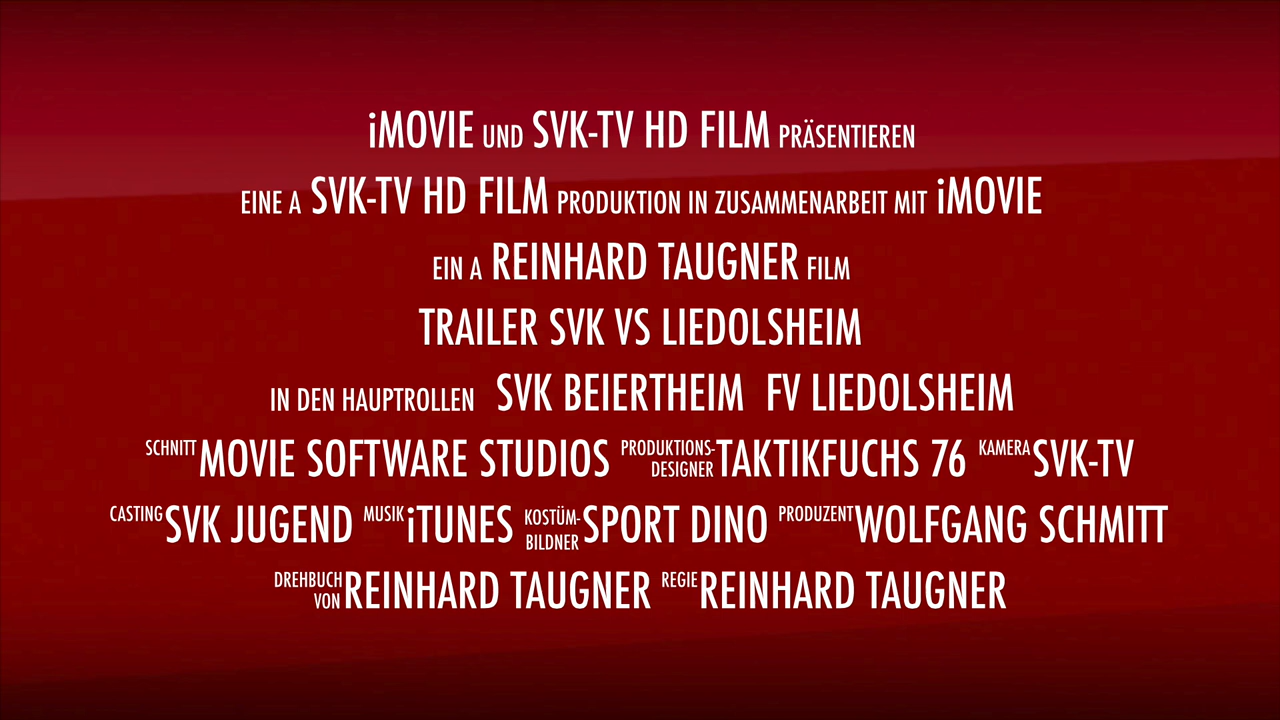 iMOVIE UND SVK-TV HD FILM PRÄSENTIEREN
EINE A SVK-TV HD FILM PRODUKTION IN ZUSAMMENARBEIT MIT iMOVIE
EIN A REINHARD TAUGNER FILM
TRAILER SVK VS LIEDOLSHEIM
IN DEN HAUPTROLLEN SVK BEIERTHEIM FV LIEDOLSHEIM
SCHNITT MOVIE SOFTWARE STUDIOS PRODUKTIONS-DESIGNER TAKTIKFUCHS 76 KAMERA SVK-TV
CASTING SVK JUGEND MUSIK iTUNES KOSTÜM-BILDNER SPORT DINO PRODUZENT WOLFGANG SCHMITT
DREHBUCH VON REINHARD TAUGNER REGIE REINHARD TAUGNER